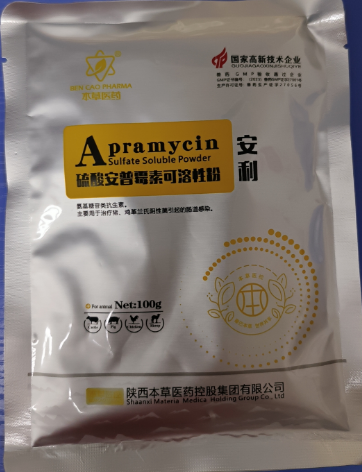 BEN CAO PHARMA
本草医药
国家高新技术企业
Apramycin
Sulfate Soluble Powder
硫酸安普霉素可溶性粉
安利
氨基糖苷类抗生素。
主要用于治疗猪、鸡革兰氏阴性菌引起的肠道感染。
For animal
Net:100g
陕西本草医药控股集团有限公司
Shaanxi Materia Medica Holding Group Co., Ltd